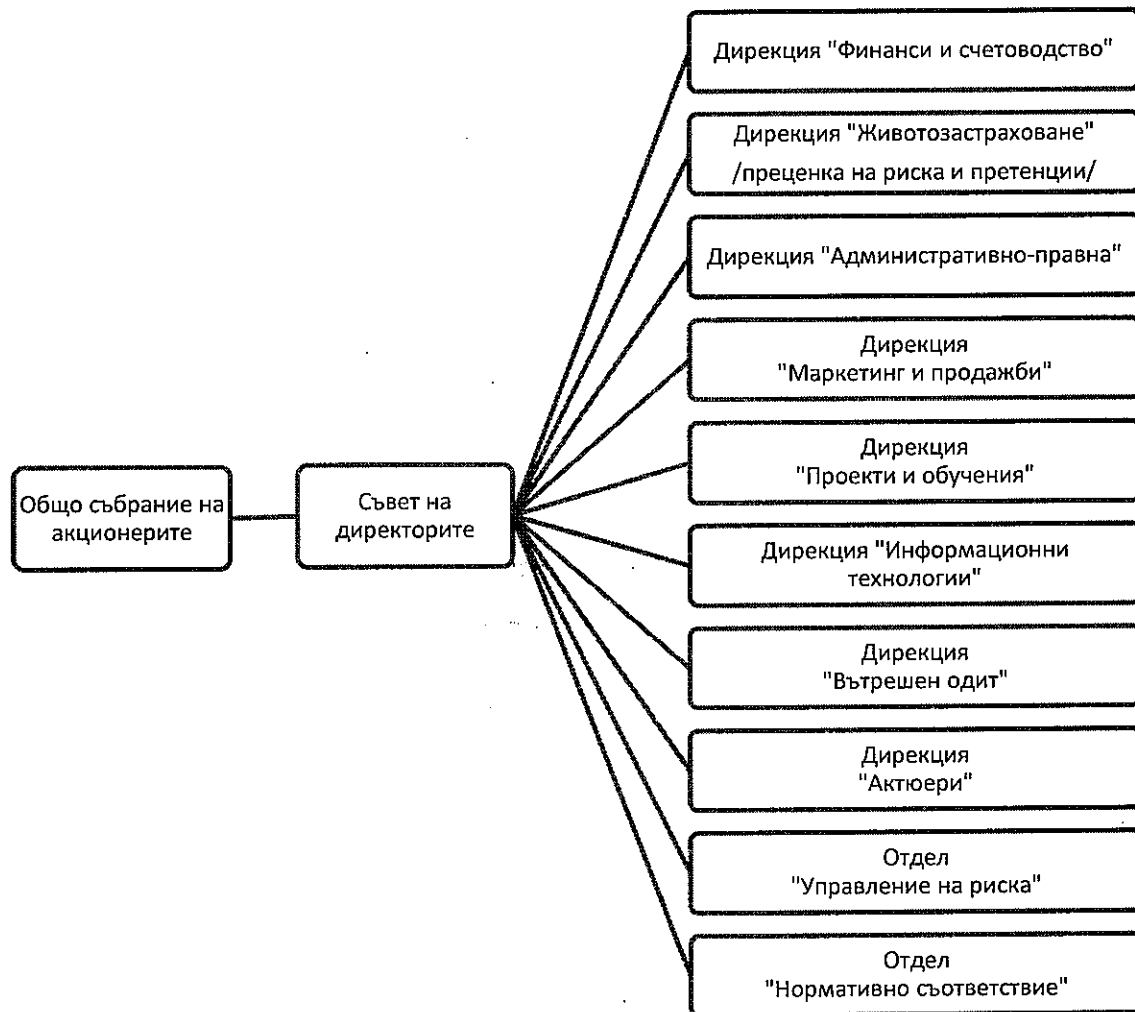 Дирекция "Финанси и счетоводство"
Дирекция "Животозастраховане"
/преценка на риска и претенции/
Дирекция "Административно-правна"
Дирекция
"Маркетинг и продажби"
Дирекция
"Проекти и обучения"
Общо събрание на
акционерите
Съвет на
директорите
Дирекция "Информационни
технологии"
Дирекция
"Вътрешен одит"
Дирекция
"Актюери"
Отдел
"Управление на риска"
Отдел
"Нормативно съответствие"